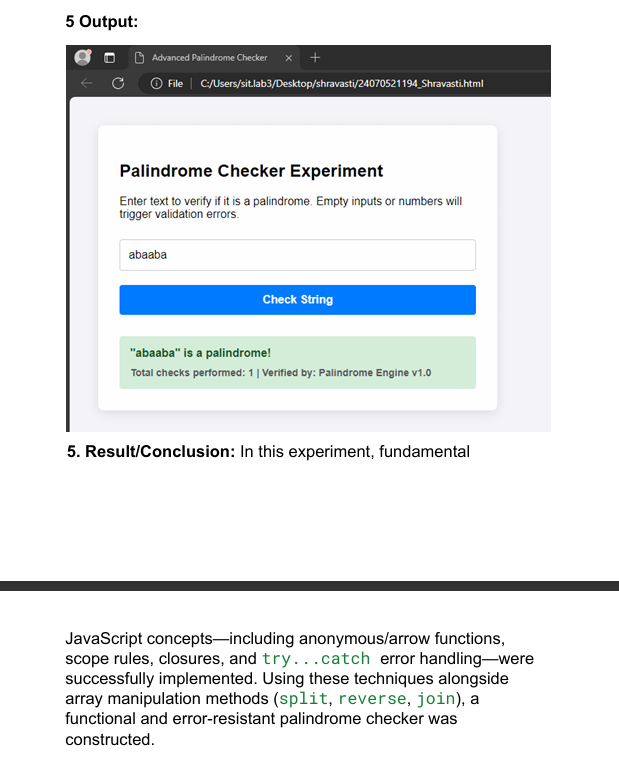 5 Output:
Advanced Palindrome Checker
File | C:/Users/sit.lab3/Desktop/shravasti/24070521194_Shravasti.html
Palindrome Checker Experiment
Enter text to verify if it is a palindrome. Empty inputs or numbers will
trigger validation errors.
abaaba
Check String
"abaaba" is a palindrome!
Total checks performed: 1 | Verified by: Palindrome Engine v1.0
5. Result/Conclusion: In this experiment, fundamental
JavaScript concepts—including anonymous/arrow functions,
scope rules, closures, and try...catch error handling—were
successfully implemented. Using these techniques alongside
array manipulation methods (split, reverse, join), a
functional and error-resistant palindrome checker was
constructed.